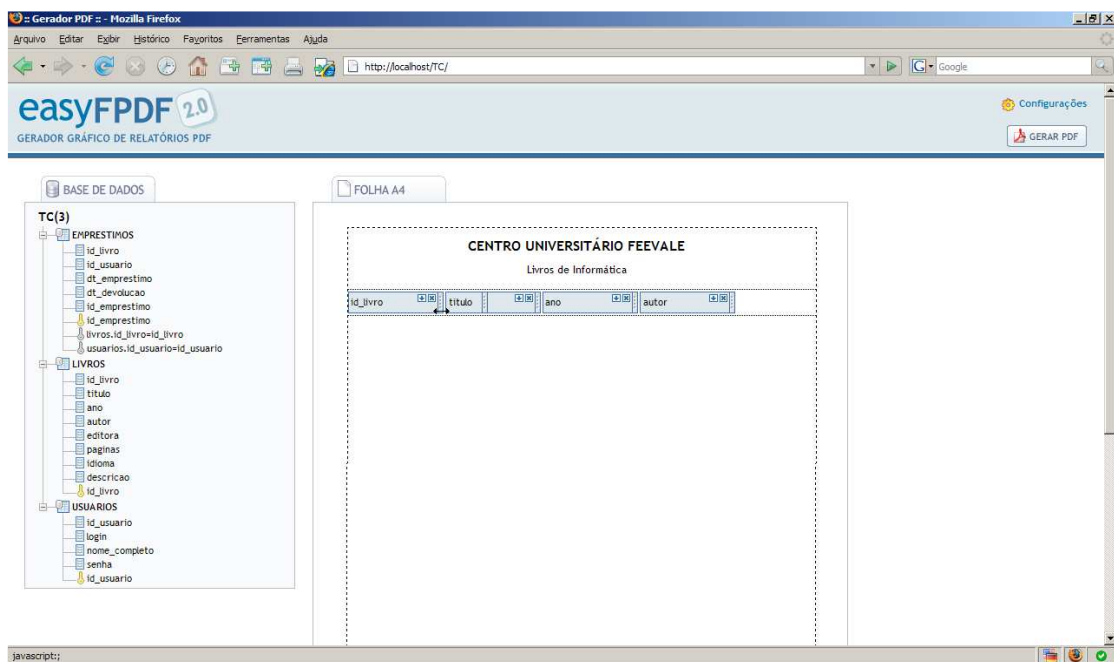 :: Gerador PDF :: - Mozilla Firefox
Arquivo Editar Exibir Histórico Favoritos Ferramentas Ajuda
http://localhost/TC/
G Google
easyFPDF 2.0
GERADOR GRÁFICO DE RELATÓRIOS PDF
Configurações
GERAR PDF
BASE DE DADOS
TC(3)
EMPRESTIMOS
id_livro
id_usuario
dt_emprestimo
dt_devolucao
id_emprestimo
id_emprestimo
livros.id_livro=id_livro
usuarios.id_usuario=id_usuario
LIVROS
id_livro
titulo
ano
autor
editora
paginas
idioma
descricao
id_livro
USUARIOS
id_usuario
login
nome_completo
senha
id_usuario
FOLHA A4
CENTRO UNIVERSITÁRIO FEEVALE
Livros de Informática
id_livro titulo ano autor
javascript:;